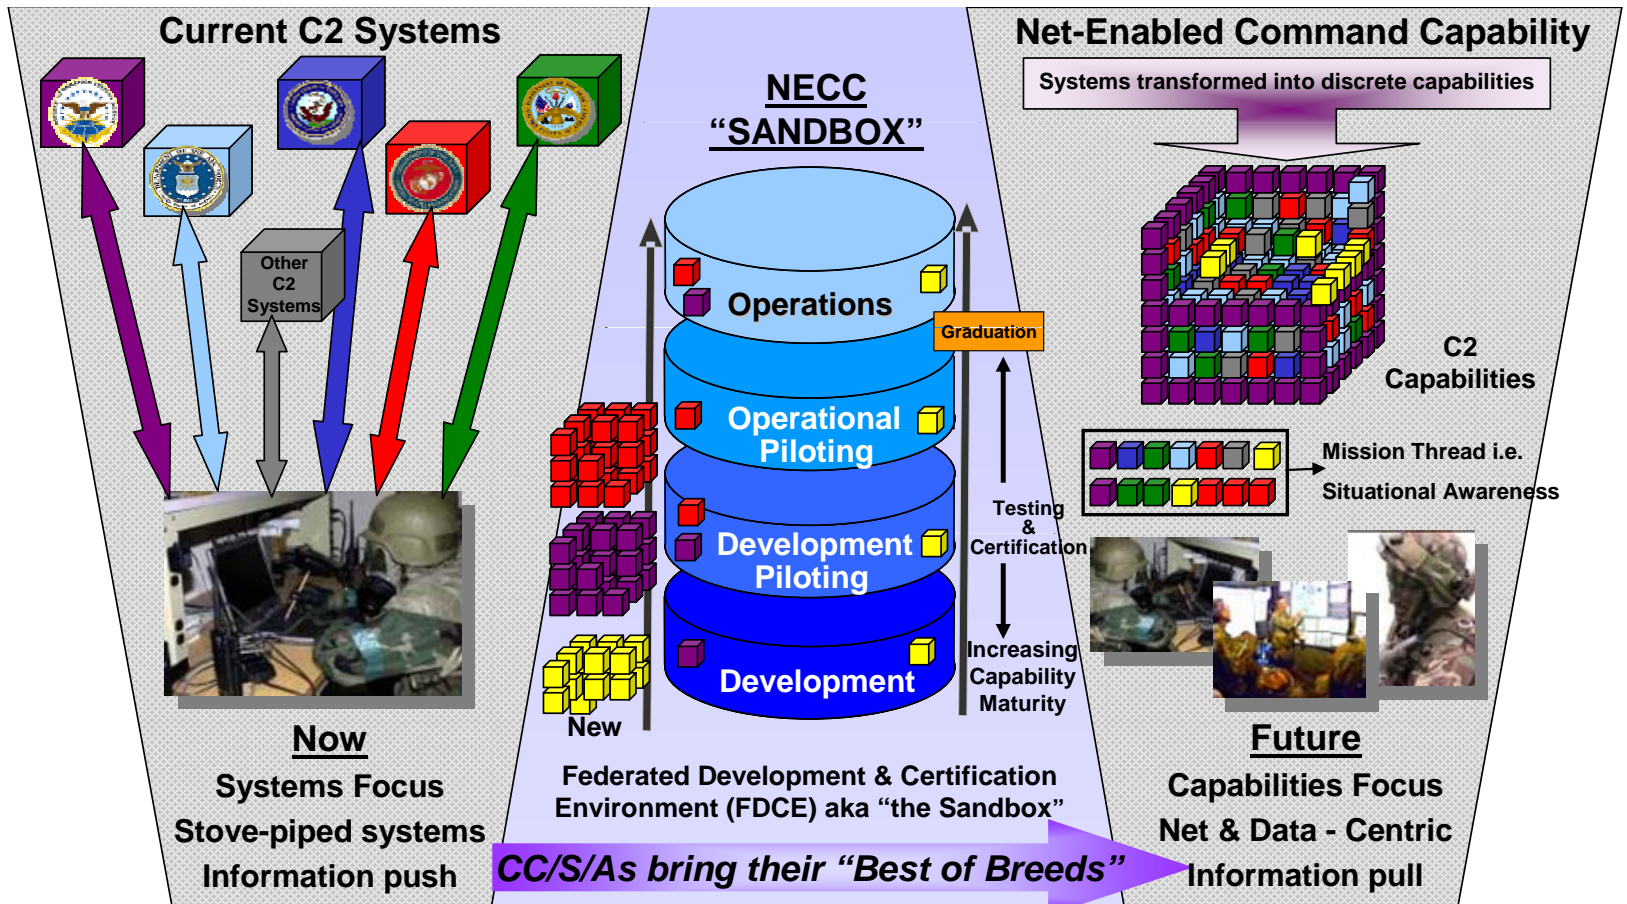 Current C2 Systems
Other
C2
Systems
Now
Systems Focus
Stove-piped systems
Information push
NECC
“SANDBOX”
Operations
Graduation
Operational
Piloting
Development
Piloting
Development
New
Testing
&
Certification
Increasing
Capability
Maturity
Federated Development & Certification
Environment (FDCE) aka “the Sandbox”
CC/S/As bring their “Best of Breeds”
Net-Enabled Command Capability
Systems transformed into discrete capabilities
C2
Capabilities
Mission Thread i.e.
Situational Awareness
Future
Capabilities Focus
Net & Data - Centric
Information pull